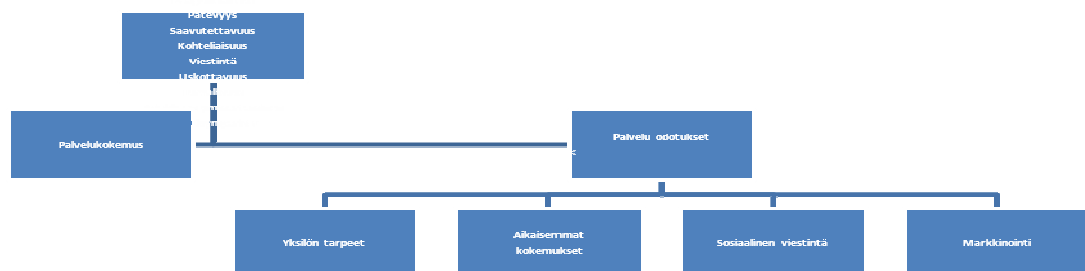 Pätevyys
Saavutettavuus
Kohteliaisuus
Viestintä
Uskottavuus
Palvelukokemus
Palvelu odotukset
Yksilön tarpeet
Aikaisemmat
kokemukset
Sosiaalinen viestintä
Markkinointi